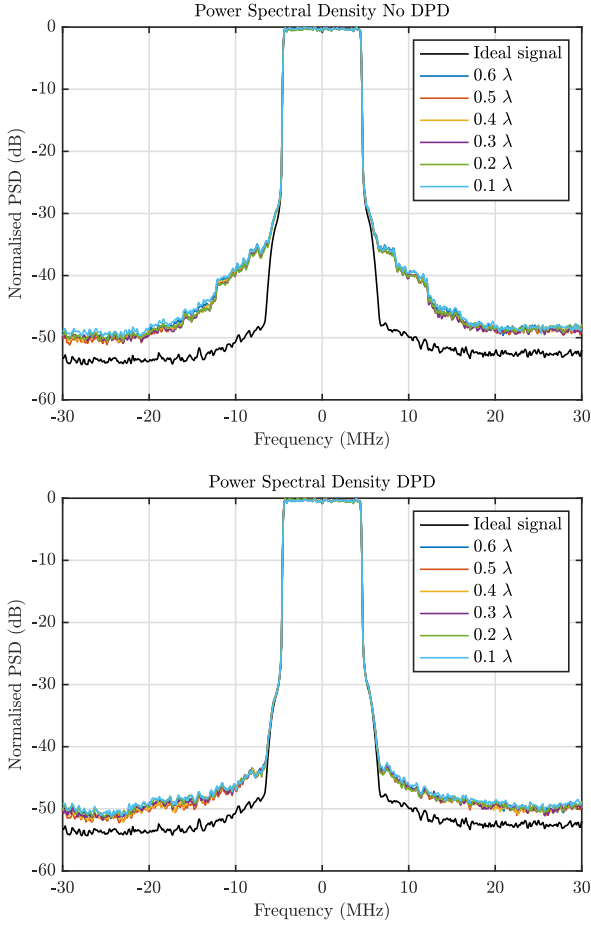 Power Spectral Density No DPD
0
-10
-20
-30
-40
-50
-60
Normalised PSD (dB)
Ideal signal
0.6 λ
0.5 λ
0.4 λ
0.3 λ
0.2 λ
0.1 λ
-30 -20 -10 0 10 20 30
Frequency (MHz)
Power Spectral Density DPD
0
-10
-20
-30
-40
-50
-60
Normalised PSD (dB)
Ideal signal
0.6 λ
0.5 λ
0.4 λ
0.3 λ
0.2 λ
0.1 λ
-30 -20 -10 0 10 20 30
Frequency (MHz)